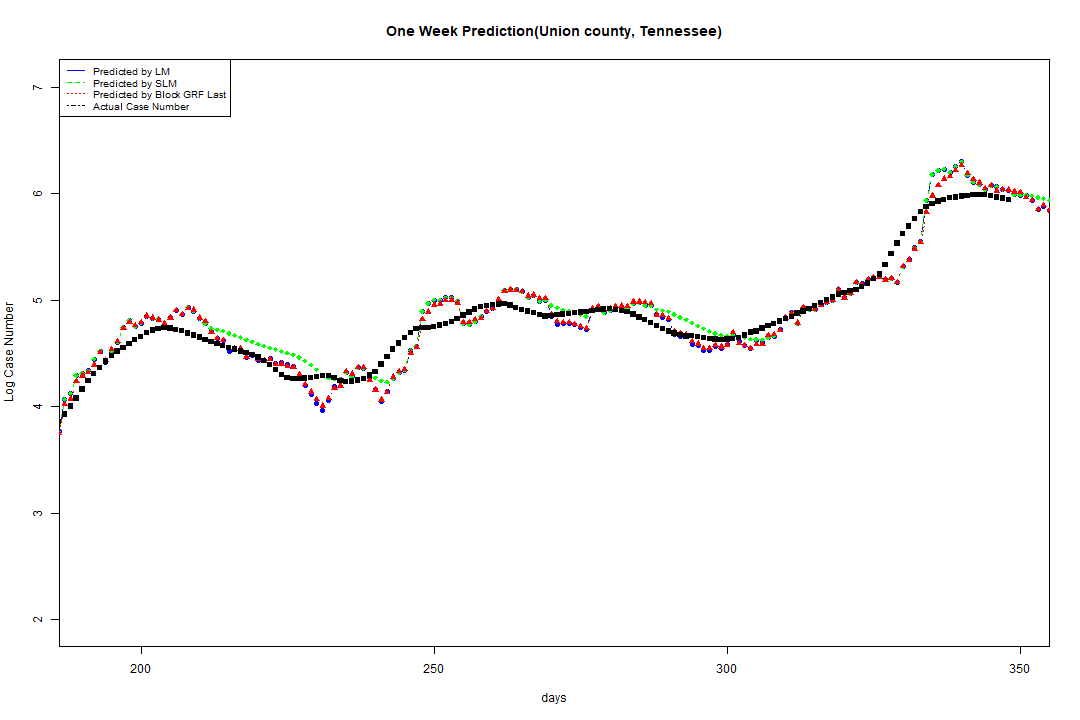 One Week Prediction(Union county, Tennessee)
Predicted by LM
Predicted by SLM
Predicted by Block GRF Last
Actual Case Number
7
6
5
4
3
2
Log Case Number
200
250
300
350
days